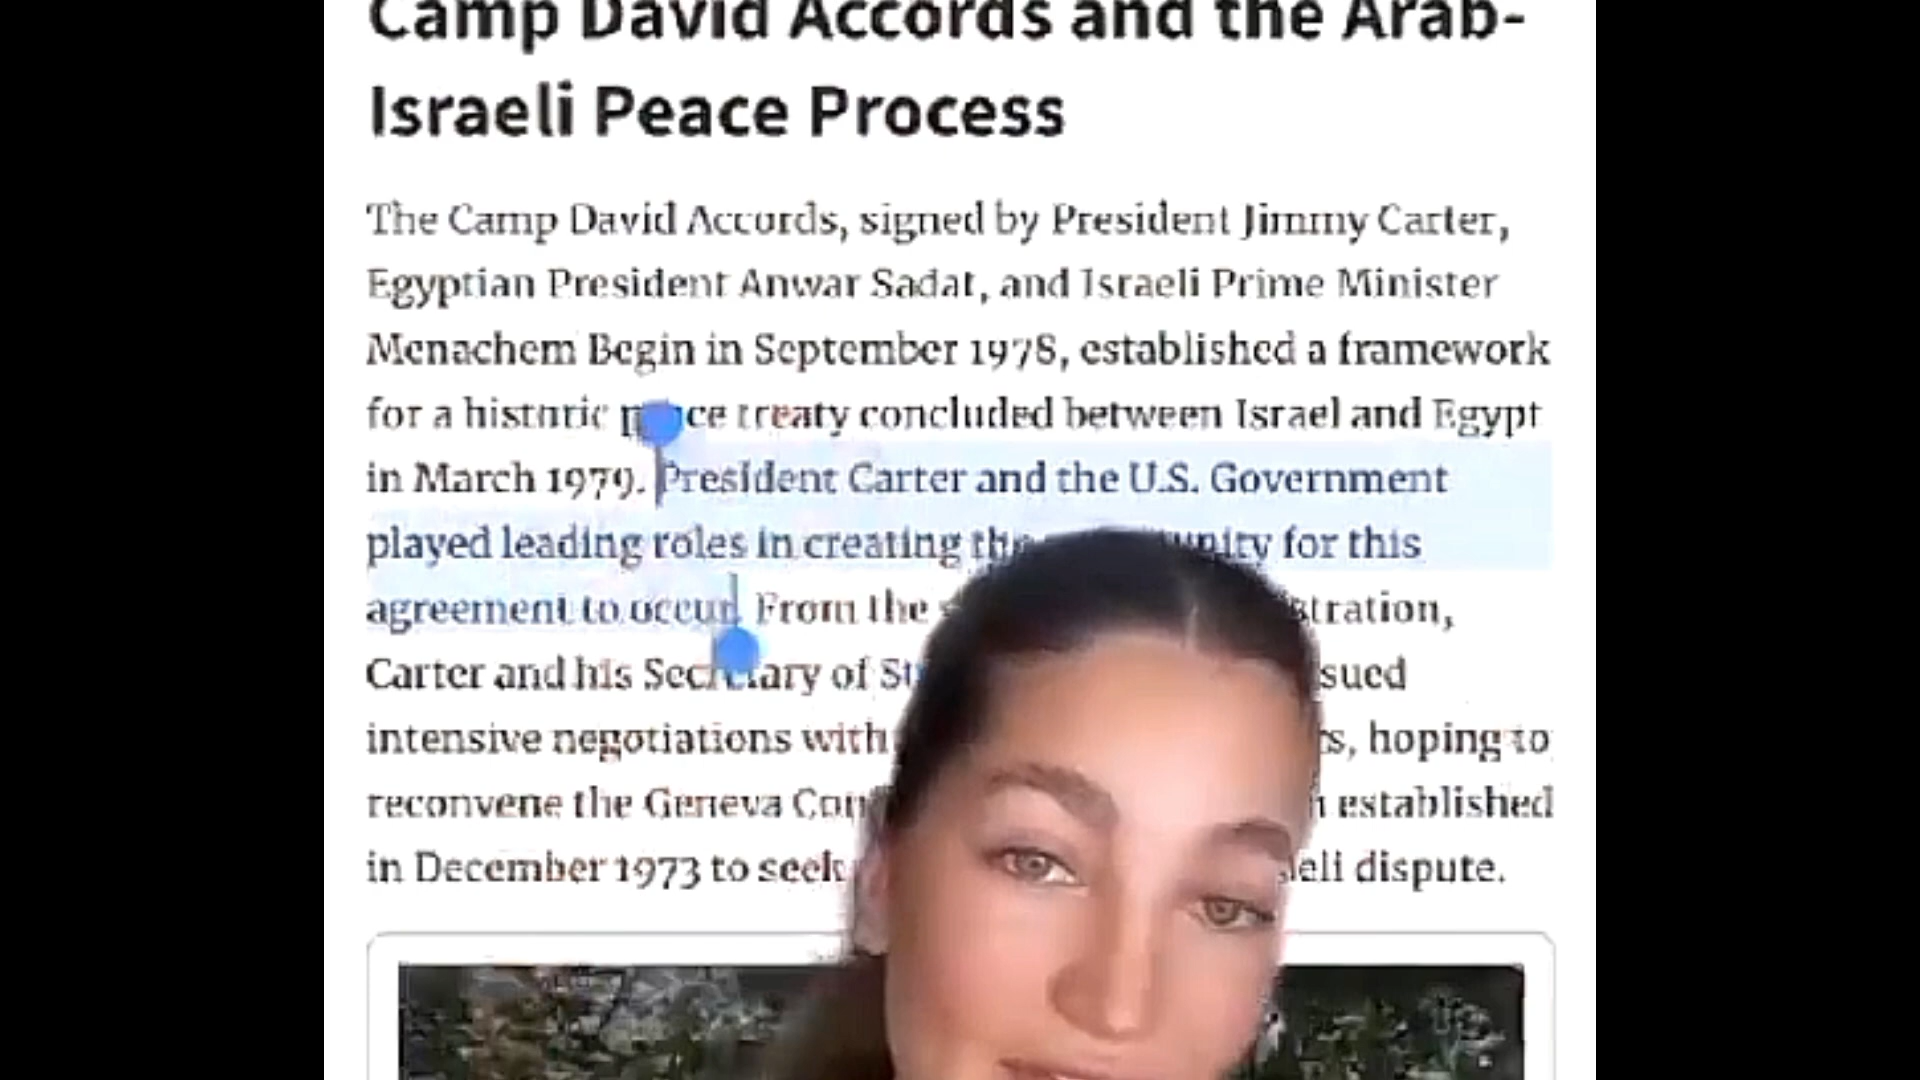 Camp David Accords and the Arab-
Israeli Peace Process
The Camp David Accords, signed by President Jimmy Carter,
Egyptian President Anwar Sadat, and Israeli Prime Minister
Menachem Begin in September 1978, established a framework
for a historic treaty concluded between Israel and Egypt
in March 1979. President Carter and the U.S. Government
played leading roles in creating for this
agreement to occur. From the
Carter and his Secretary of
intensive negotiations with hoping to
reconvene the Geneva established
in December 1973 to seek dispute.